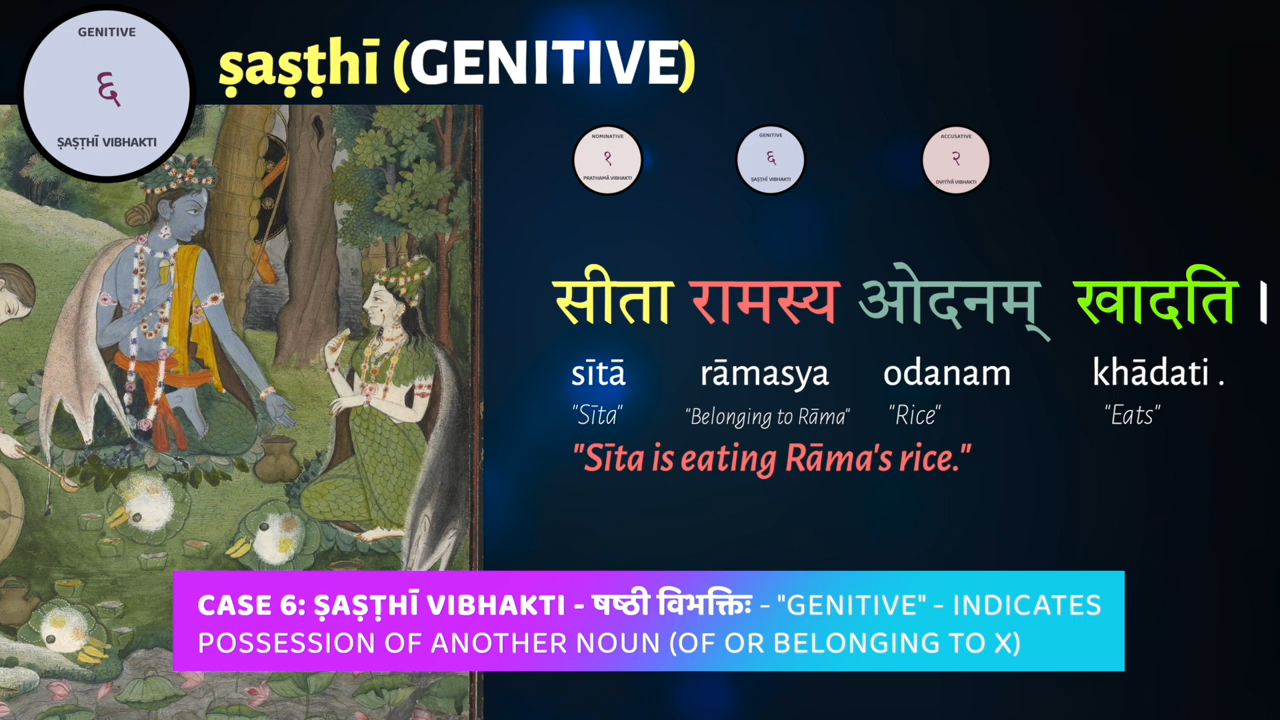 GENITIVE
६
ṢAṢṬHĪ VIBHAKTI
ṣaṣṭhī (GENITIVE)
NOMINATIVE
१
PRATHAMĀ VIBHAKTI
GENITIVE
६
ṢAṢṬHĪ VIBHAKTI
ACCUSATIVE
२
DVITĪYĀ VIBHAKTI
सीता रामस्य ओदनम् खादति ।
sītā rāmasya odanam khādati .
"Sīta" "Belonging to Rāma" "Rice" "Eats"
"Sīta is eating Rāma's rice."
CASE 6: ṢAṢṬHĪ VIBHAKTI - षष्ठी विभक्तिः - "GENITIVE" - INDICATES
POSSESSION OF ANOTHER NOUN (OF OR BELONGING TO X)